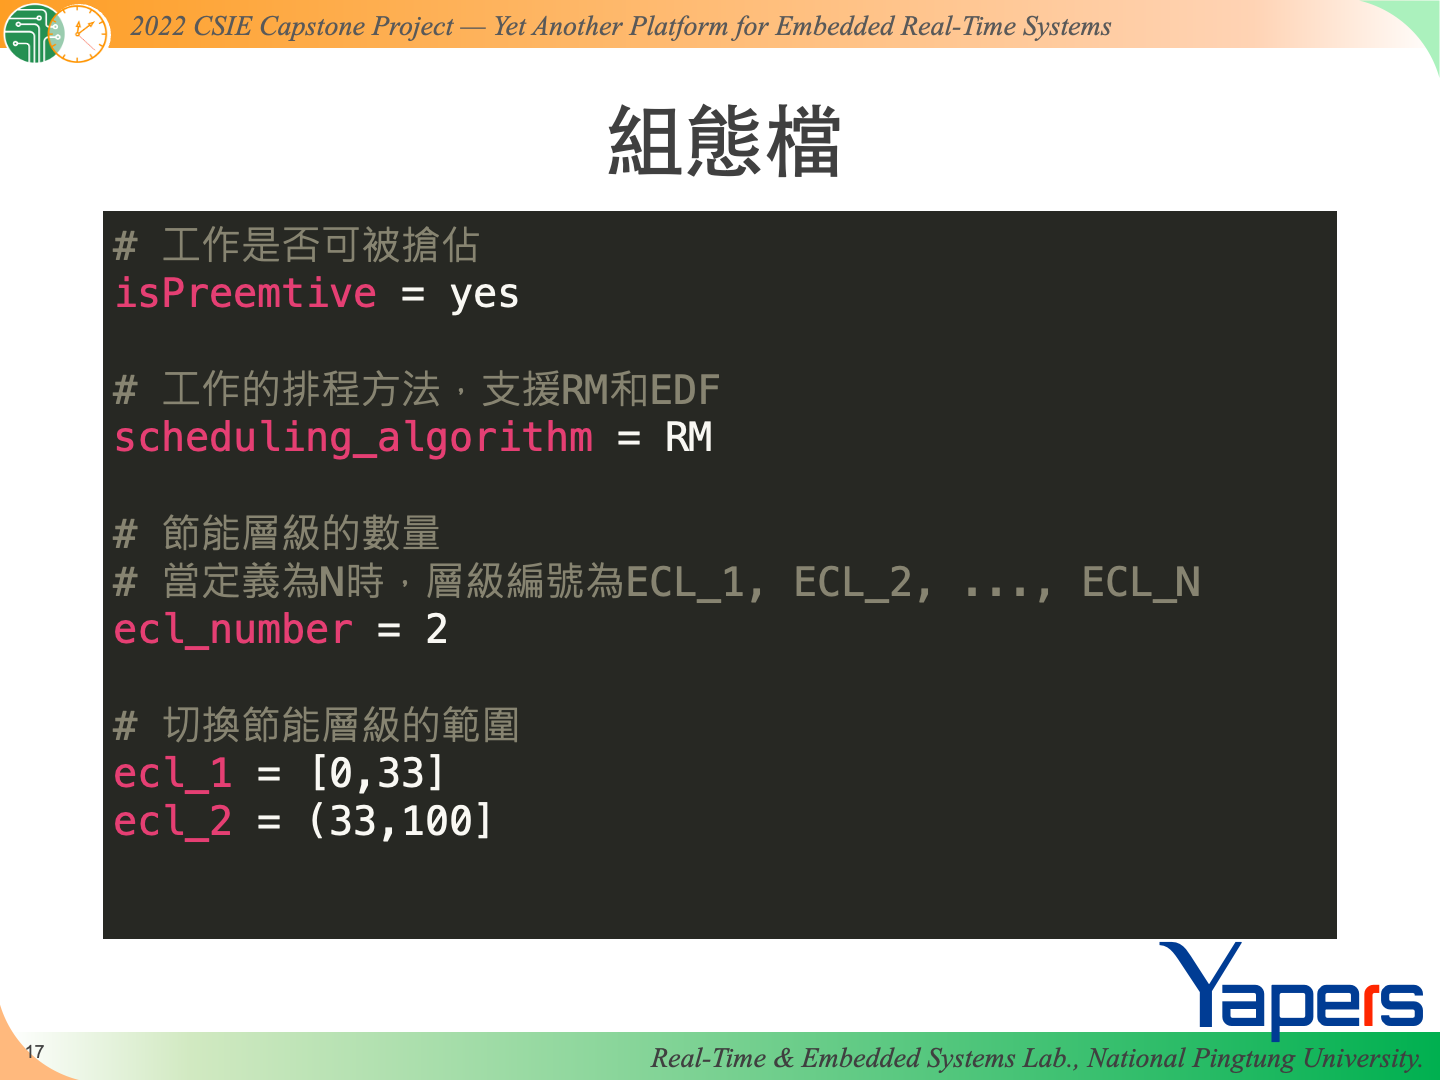 2022 CSIE Capstone Project — Yet Another Platform for Embedded Real-Time Systems
組態檔
# 工作是否可被搶佔
isPreemtive = yes
# 工作的排程方法，支援RM和EDF
scheduling_algorithm = RM
# 節能層級的數量
# 當定義為N時，層級編號為ECL_1, ECL_2, ..., ECL_N
ecl_number = 2
# 切換節能層級的範圍
ecl_1 = [0,33]
ecl_2 = (33,100]
Yapers
17
Real-Time & Embedded Systems Lab., National Pingtung University.